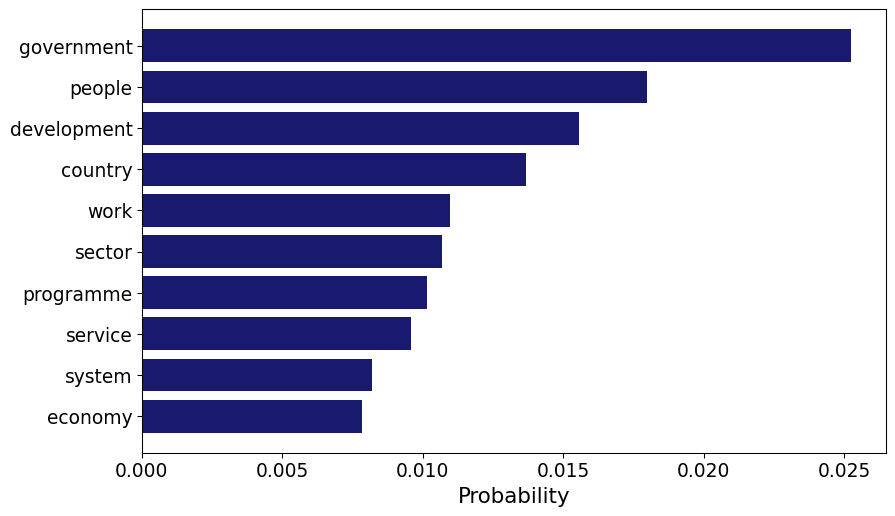 government
people
development
country
work
sector
programme
service
system
economy
0.000 0.005 0.010 0.015 0.020 0.025
Probability